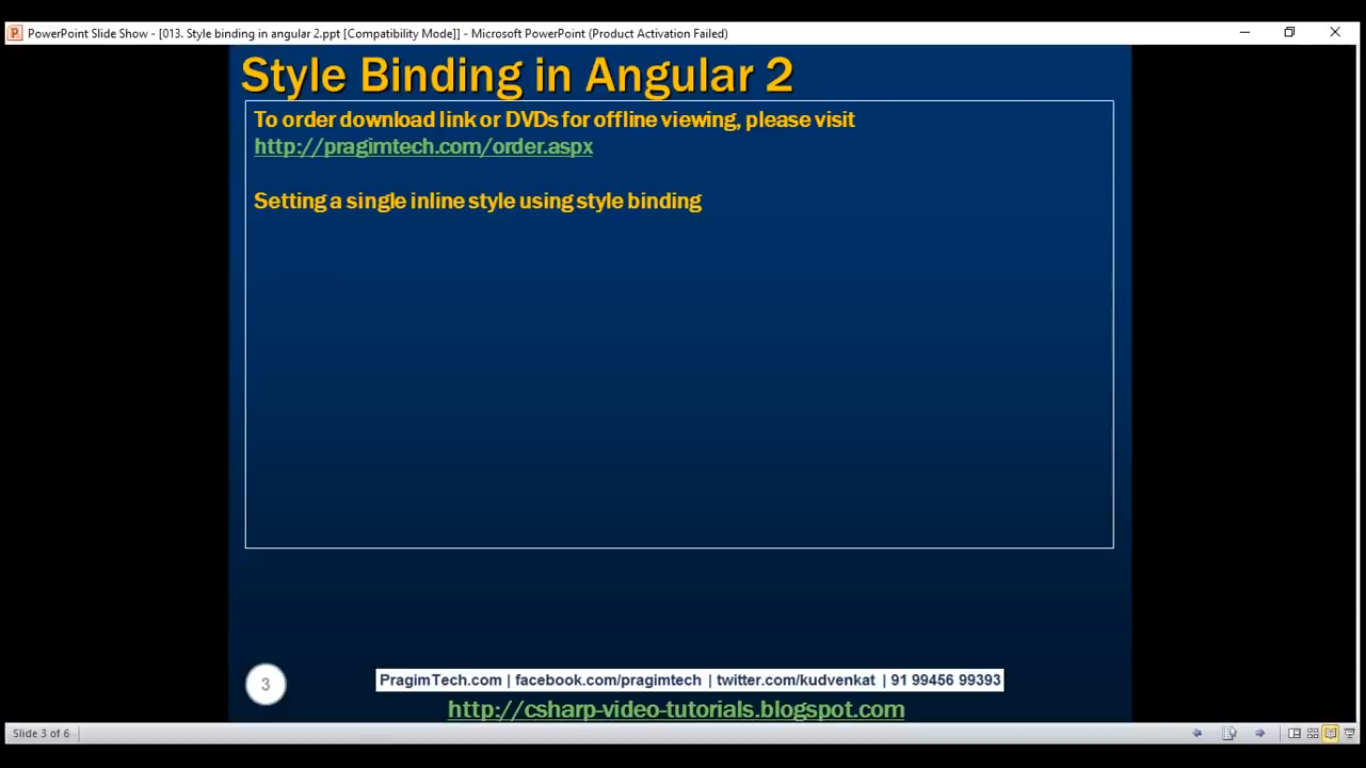 PowerPoint Slide Show - [013. Style binding in angular 2.ppt [Compatibility Mode]] - Microsoft PowerPoint (Product Activation Failed)
Style Binding in Angular 2
To order download link or DVDs for offline viewing, please visit
http://pragimtech.com/order.aspx
Setting a single inline style using style binding
3
PragimTech.com | facebook.com/pragimtech | twitter.com/kudvenkat | 91 99456 99393
http://csharp-video-tutorials.blogspot.com
Slide 3 of 6